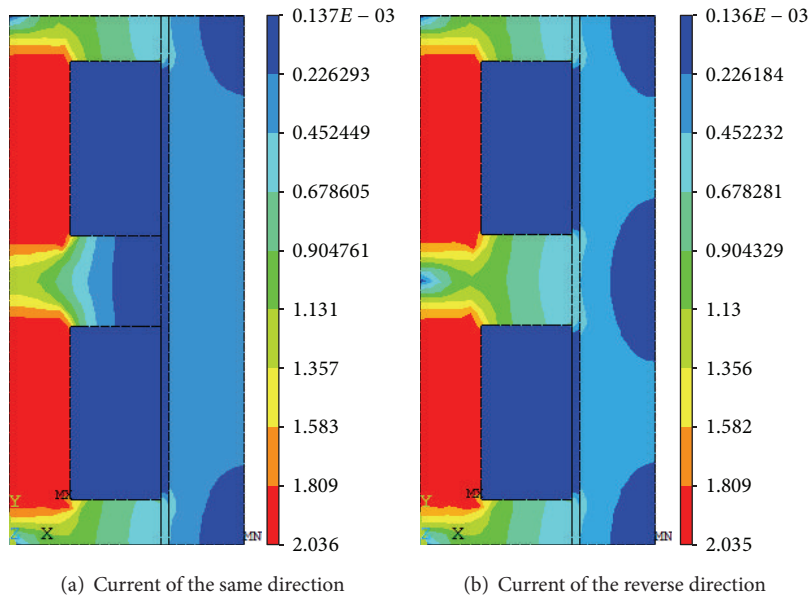 0.137E − 03
0.226293
0.452449
0.678605
0.904761
1.131
1.357
1.583
1.809
2.036
MX
Y
Z X
MN
(a) Current of the same direction
0.136E − 03
0.226184
0.452232
0.678281
0.904329
1.13
1.356
1.582
1.809
2.035
MX
Y
Z X
MN
(b) Current of the reverse direction